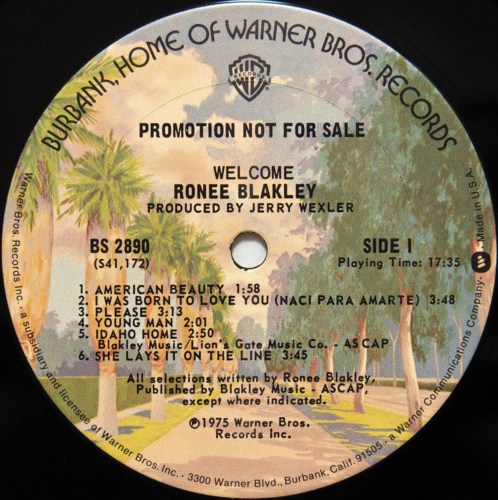 BURBANK, HOME OF WARNER BROS. RECORDS
WB
RECORDS
PROMOTION NOT FOR SALE
WELCOME
RONEE BLAKLEY
PRODUCED BY JERRY WEXLER
BS 2890
SIDE I
(S41,172)
Playing Time: 17:35
1. AMERICAN BEAUTY 1:58
2. I WAS BORN TO LOVE YOU (NACI PARA AMARTE) 3:48
3. PLEASE 3:13
4. YOUNG MAN 2:01
5. IDAHO HOME 2:50
Blakley Music/Lion's Gate Music Co. - ASCAP
6. SHE LAYS IT ON THE LINE 3:45
All selections written by Ronee Blakley,
Published by Blakley Music - ASCAP,
except where indicated.
℗1975 Warner Bros.
Records Inc.
Warner Bros. Records Inc. • a subsidiary and licensee of Warner Bros. Inc. • 3300 Warner Blvd., Burbank, Calif. 91505 • a Warner Communications Company • Made in U.S.A.